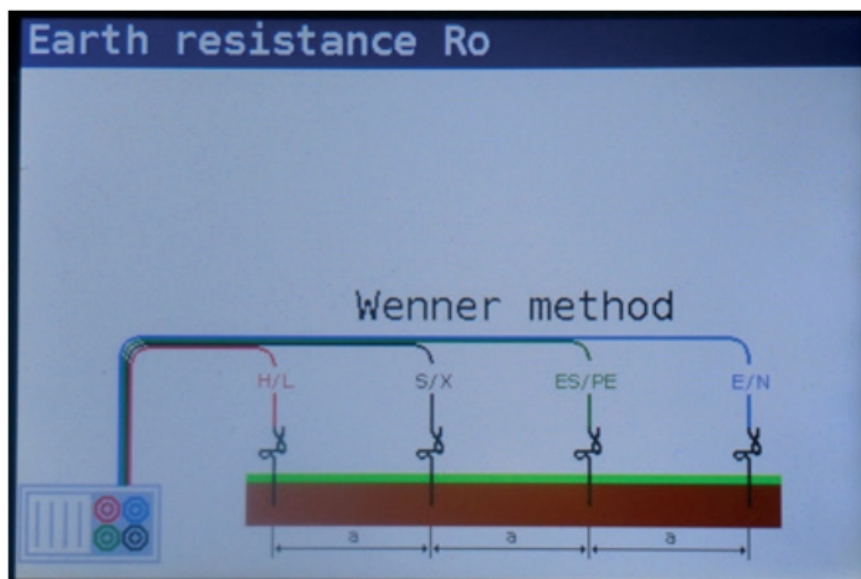 Earth resistance Ro
Wenner method
H/L S/X ES/PE E/N
a a a